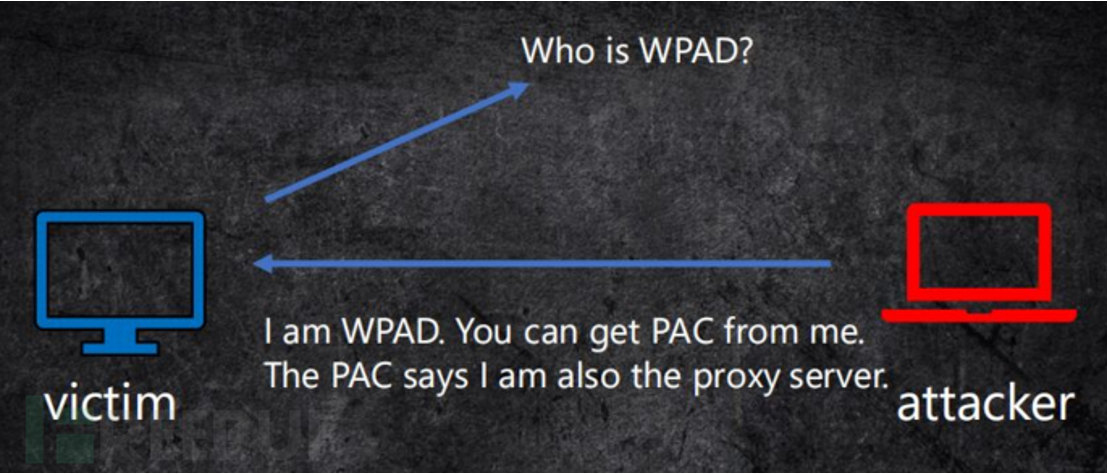 Who is WPAD?
I am WPAD. You can get PAC from me.
The PAC says I am also the proxy server.
victim
attacker